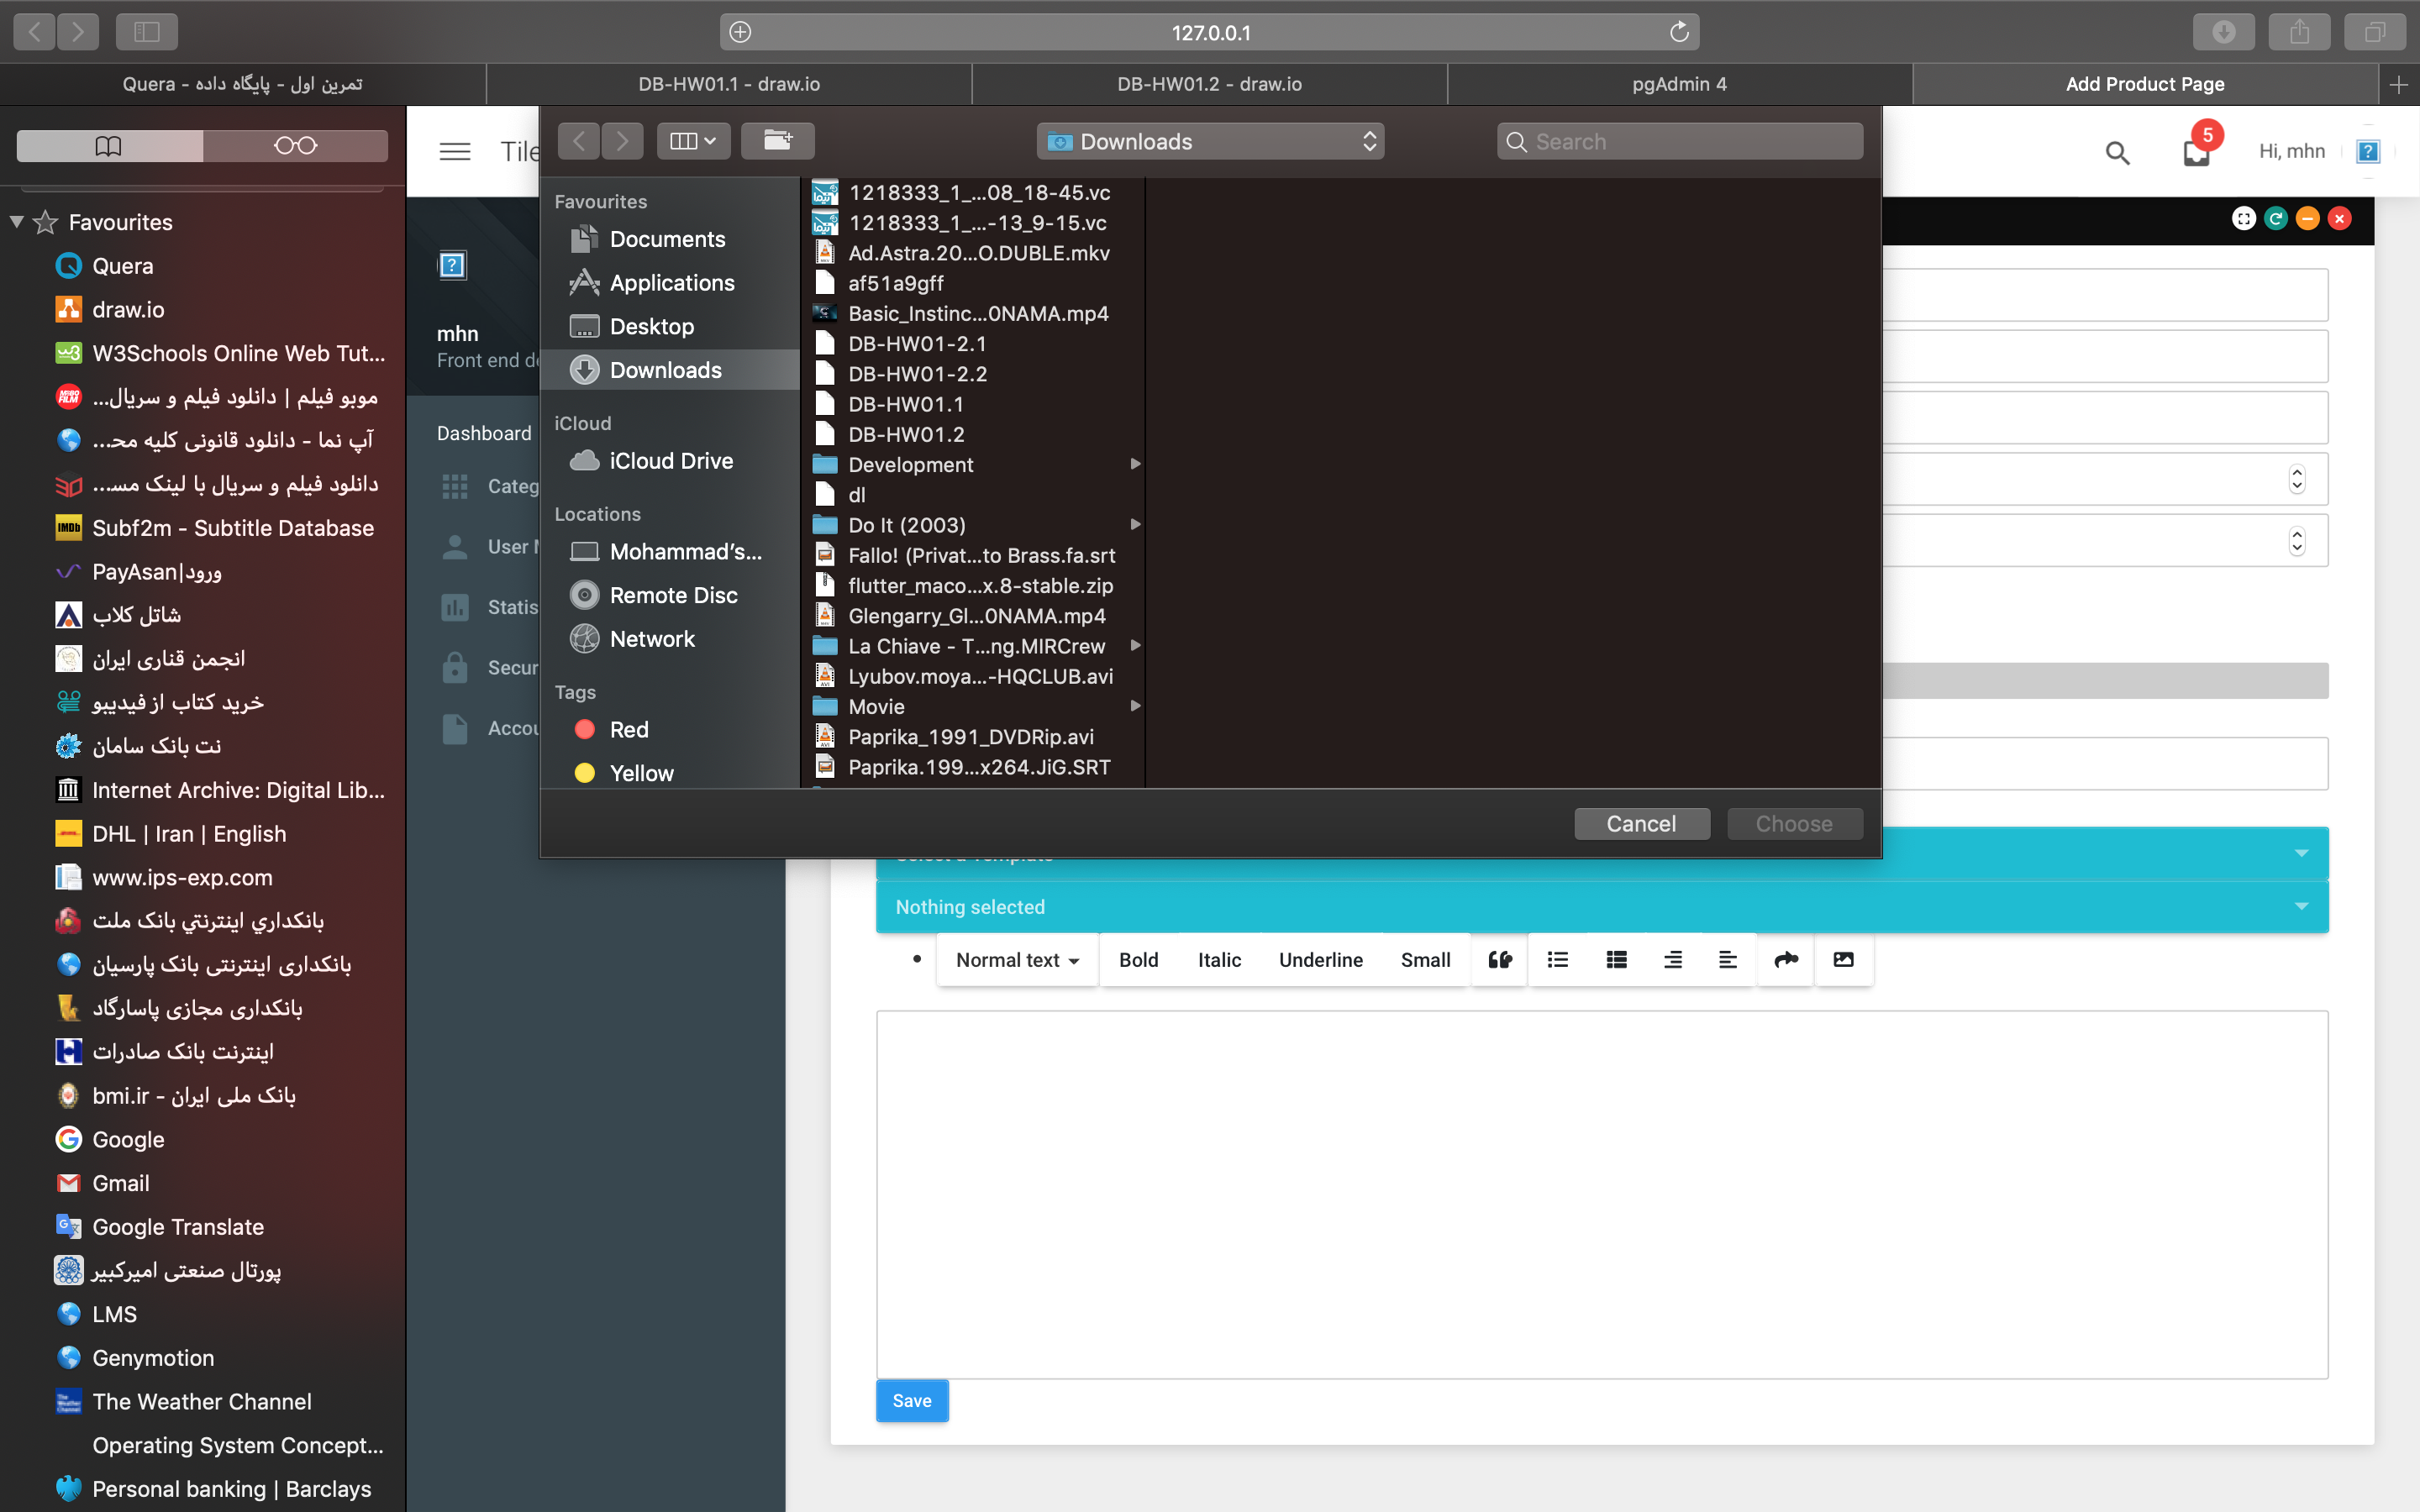 127.0.0.1
Quera - تمرین اول - پایگاه داده
DB-HW01.1 - draw.io
DB-HW01.2 - draw.io
pgAdmin 4
Add Product Page
Favourites
Quera
draw.io
W3Schools Online Web Tut...
موبو فیلم | دانلود فیلم و سریال...
آپ نما - دانلود قانونی کلیه مح...
دانلود فیلم و سریال با لینک مس...
Subf2m - Subtitle Database
PayAsan|ورود
شاتل کلاب
انجمن قناری ایران
خرید کتاب از فیدیبو
نت بانک سامان
Internet Archive: Digital Lib...
DHL | Iran | English
www.ips-exp.com
بانکداري اينترنتي بانک ملت
بانکداری اینترنتی بانک پارسیان
بانکداری مجازی پاسارگاد
اینترنت بانک صادرات
bmi.ir - بانک ملی ایران
Google
Gmail
Google Translate
پورتال صنعتی امیرکبیر
LMS
Genymotion
The Weather Channel
Operating System Concept...
Personal banking | Barclays
Tile
5
Hi, mhn
mhn
Front end de
Dashboard
Categ
User M
Statis
Secur
Accou
Downloads
Search
Favourites
Documents
Applications
Desktop
Downloads
iCloud
iCloud Drive
Locations
Mohammad's...
Remote Disc
Network
Tags
Red
Yellow
1218333_1_...08_18-45.vc
1218333_1_...-13_9-15.vc
Ad.Astra.20...O.DUBLE.mkv
af51a9gff
Basic_Instinc...0NAMA.mp4
DB-HW01-2.1
DB-HW01-2.2
DB-HW01.1
DB-HW01.2
Development
dl
Do It (2003)
Fallo! (Privat...to Brass.fa.srt
flutter_maco...x.8-stable.zip
Glengarry_Gl...0NAMA.mp4
La Chiave - T...ng.MIRCrew
Lyubov.moya...-HQCLUB.avi
Movie
Paprika_1991_DVDRip.avi
Paprika.199...x264.JiG.SRT
Cancel
Choose
Select a Template
Nothing selected
Normal text
Bold
Italic
Underline
Small
Save